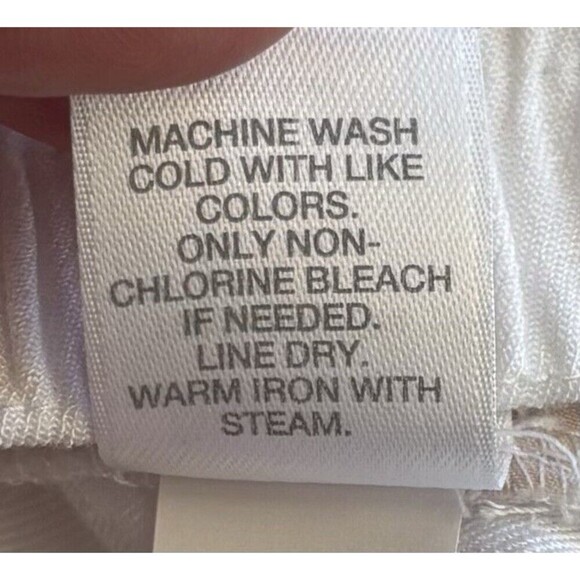 MACHINE WASH
COLD WITH LIKE
COLORS.
ONLY NON-
CHLORINE BLEACH
IF NEEDED.
LINE DRY.
WARM IRON WITH
STEAM.